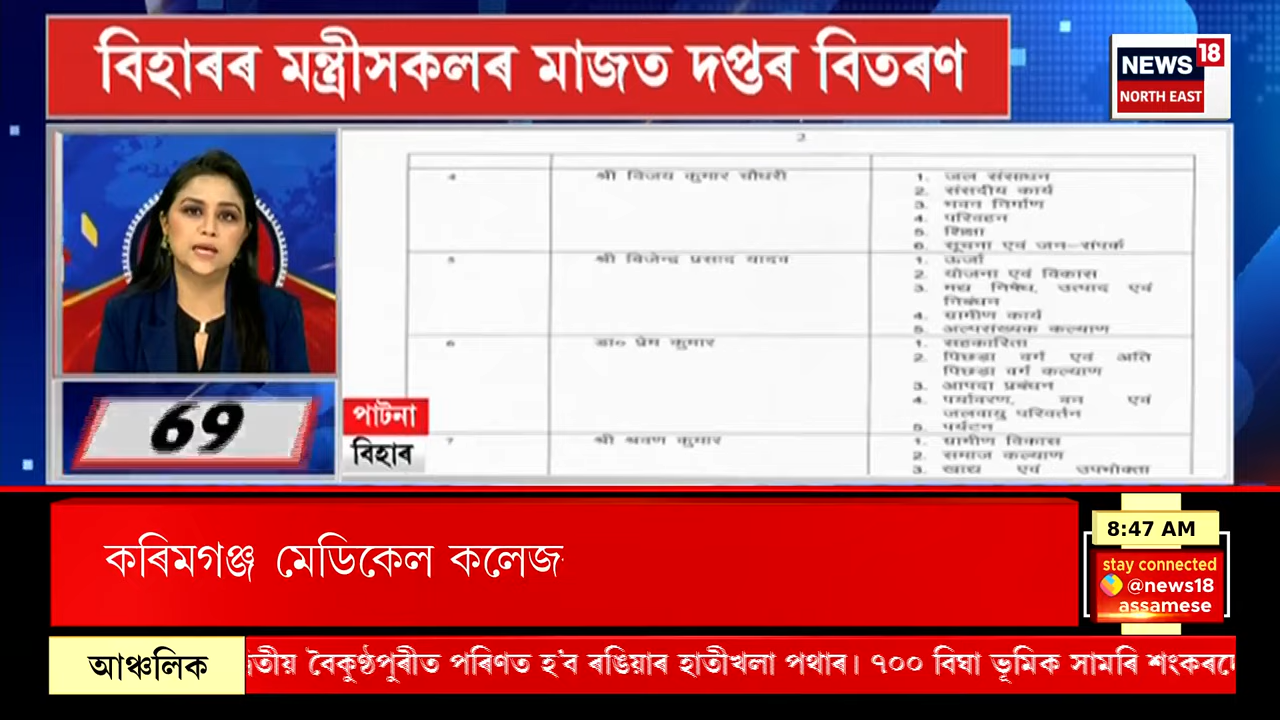 বিহাৰৰ মন্ত্ৰীসকলৰ মাজত দপ্তৰ বিতৰণ
NEWS 18
NORTH EAST
2
4 श्री विजय कुमार चौधरी
1. जल संसाधन
2. संसदीय कार्य
3. भवन निर्माण
4. परिवहन
5. शिक्षा
6. सूचना एवं जन-संपर्क
5 श्री बिजेन्द्र प्रसाद यादव
1. ऊर्जा
2. योजना एवं विकास
3. मद्य निषेध, उत्पाद एवं
निबंधन
4. ग्रामीण कार्य
5. अल्पसंख्यक कल्याण
6 डा० प्रेम कुमार
1. सहकारिता
2. पिछड़ा वर्ग एवं अति
पिछड़ा वर्ग कल्याण
3. आपदा प्रबंधन
4. पर्यावरण, वन एवं
जलवायु परिवर्तन
5. पर्यटन
7 श्री श्रवण कुमार
1. ग्रामीण विकास
2. समाज कल्याण
3. खाद्य एवं उपभोक्ता
69
পাটনা
বিহাৰ
কৰিমগঞ্জ মেডিকেল কলেজ
8:47 AM
stay connected
@news18
assamese
আঞ্চলিক
বৈকুণ্ঠপুৰীত পৰিণত হ'ব ৰঙিয়াৰ হাতীখলা পথাৰ। ৭০০ বিঘা ভূমিক সামৰি